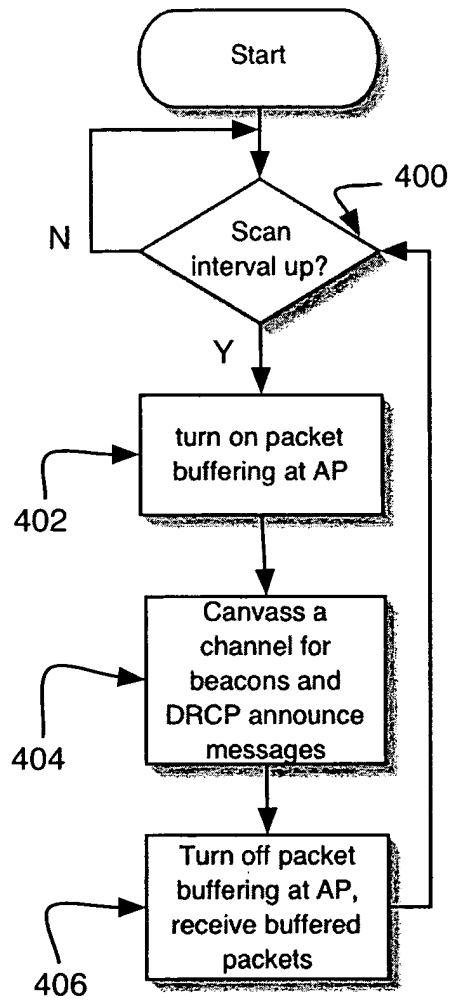 Start
400
N
Scan
interval up?
Y
turn on packet
buffering at AP
402
Canvass a
channel for
beacons and
DRCP announce
messages
404
Turn off packet
buffering at AP,
receive buffered
packets
406